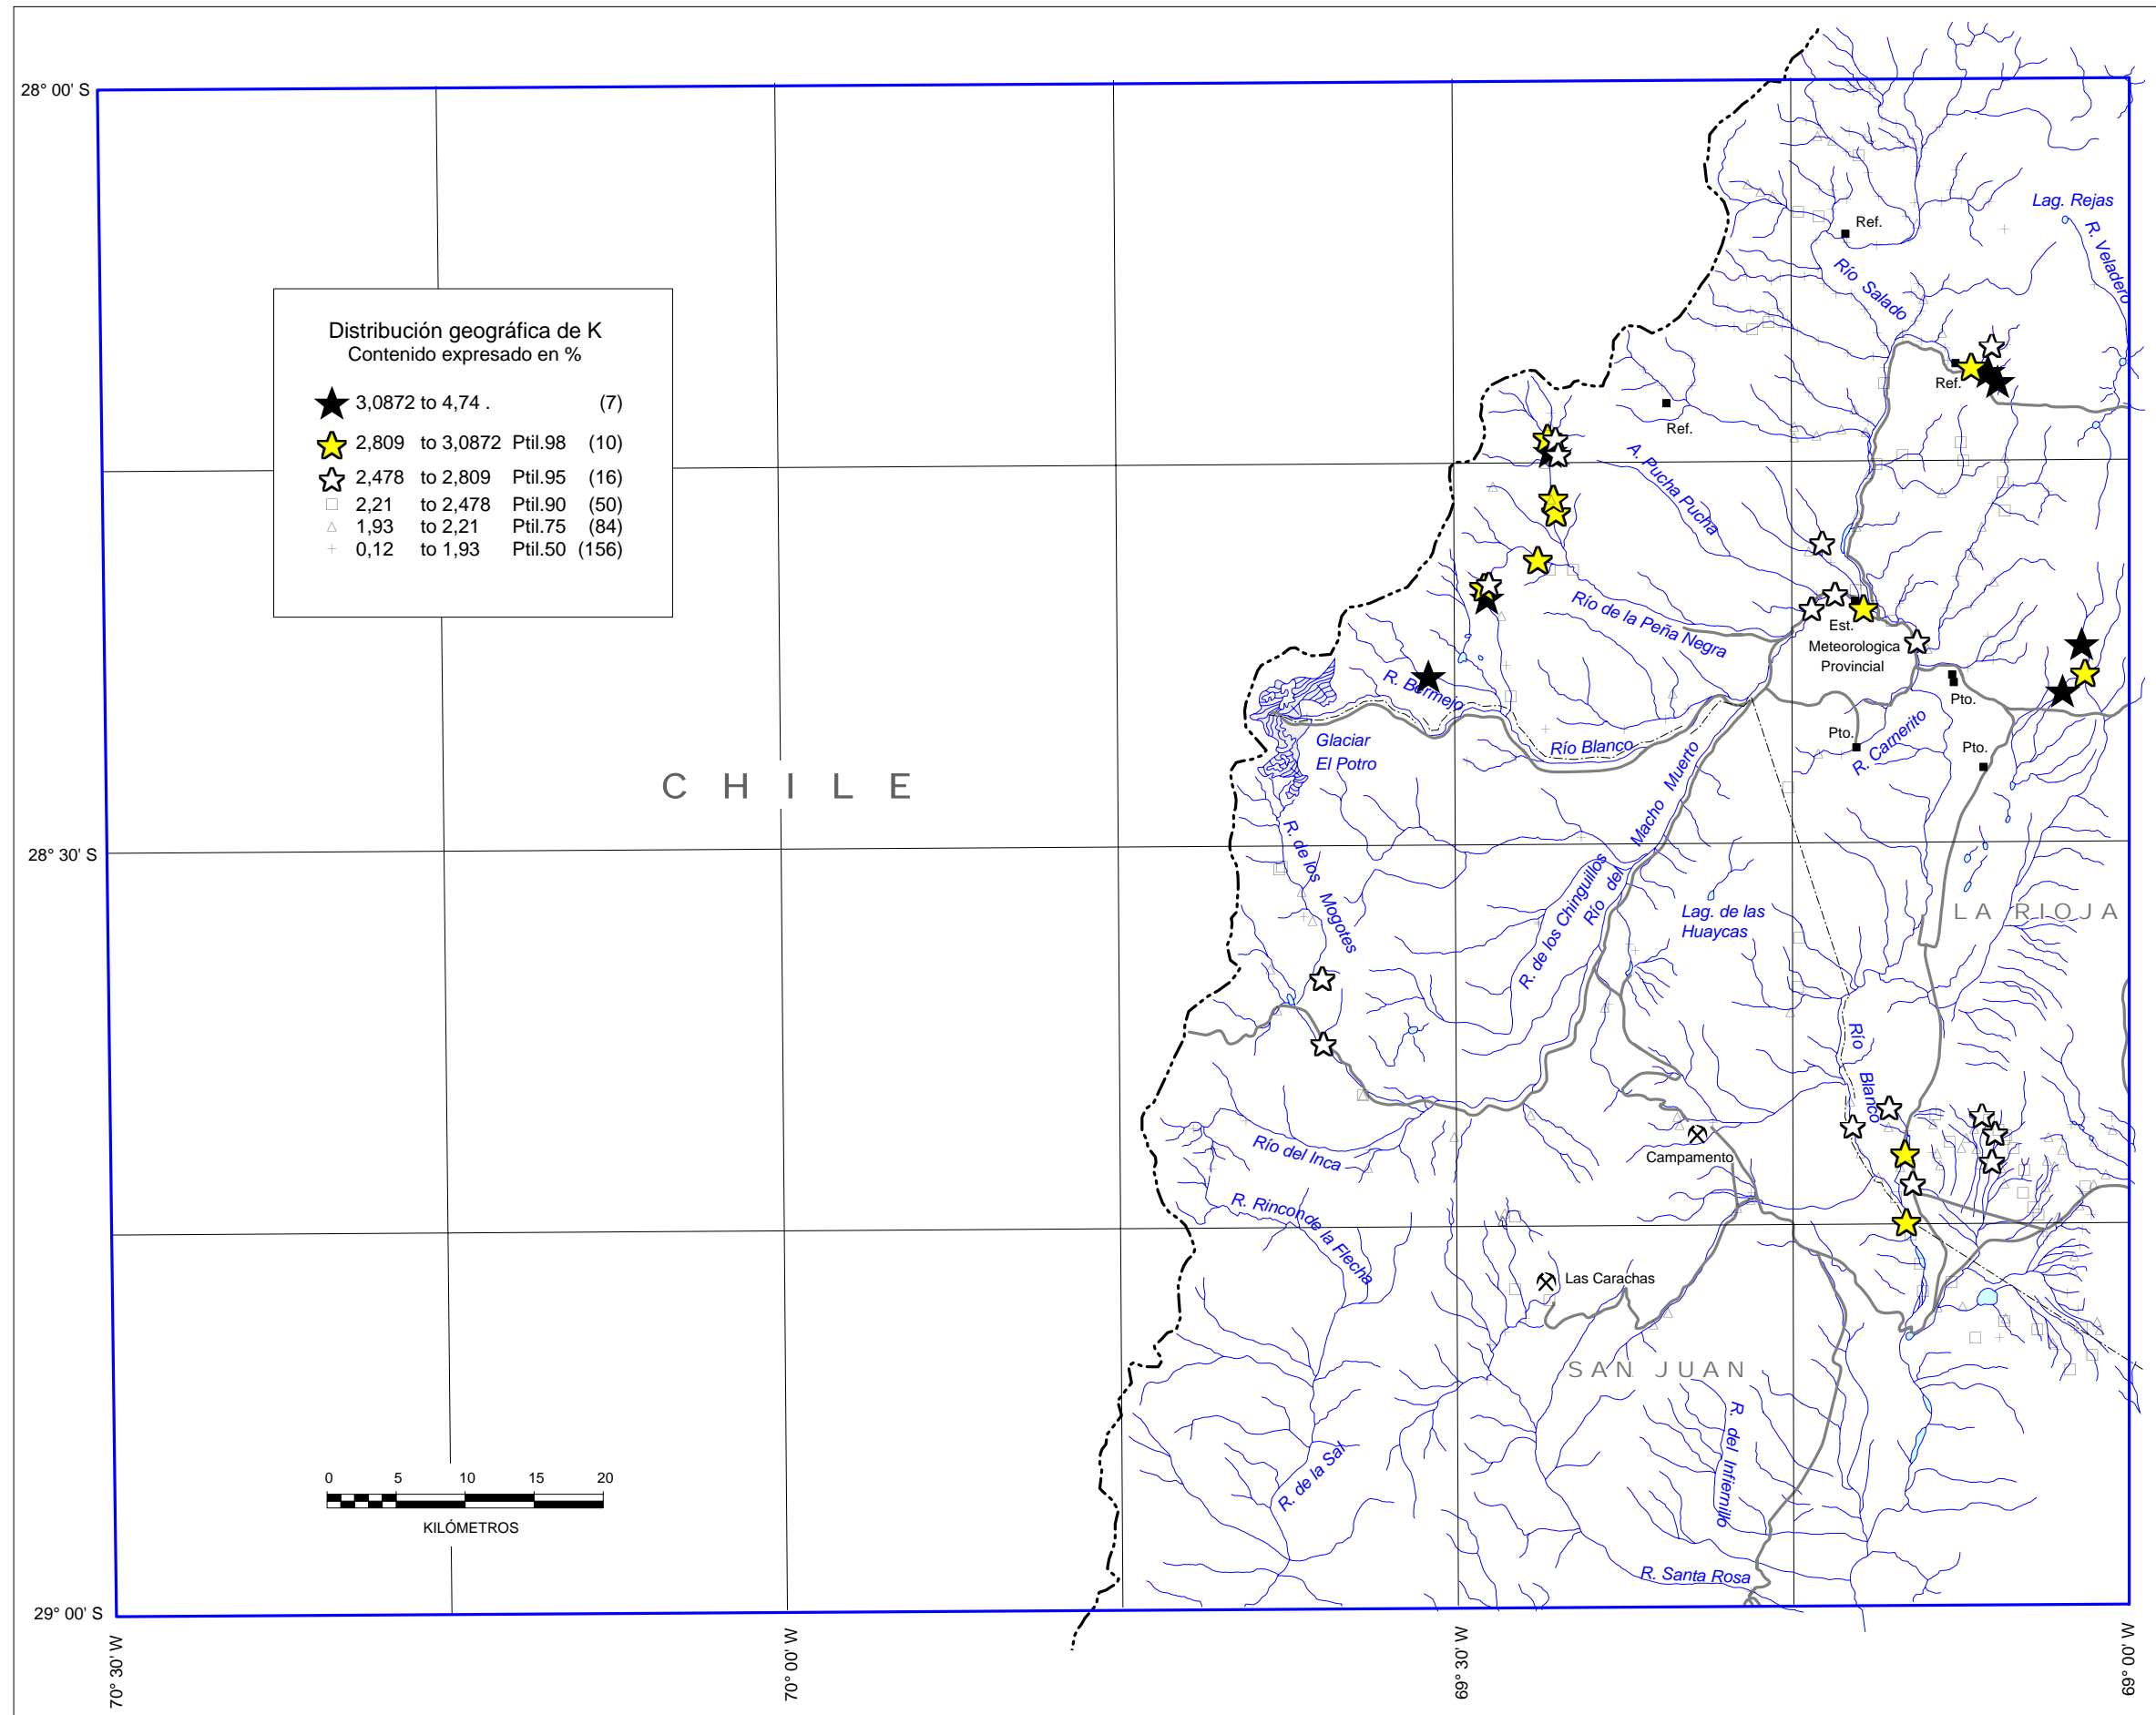 28° 00' S
Lag. Rejas
R. Veladero
Ref.
Río Salado
Distribución geográfica de K
Contenido expresado en %
3,0872 to 4,74 . (7)
2,809 to 3,0872 Ptil.98 (10)
2,478 to 2,809 Ptil.95 (16)
2,21 to 2,478 Ptil.90 (50)
1,93 to 2,21 Ptil.75 (84)
0,12 to 1,93 Ptil.50 (156)
Ref.
Ref.
A. Pucha Pucha
Río de la Peña Negra
Est.
Meteorologica
Provincial
R. Bermejo
Pto.
Pto.
R. Carnerito
Pto.
Glaciar
El Potro
Río Blanco
CHILE
Río del Macho Muerto
28° 30' S
R. de los Mogotes
R. de los Chinguillos
Lag. de las
Huaycas
LA RIOJA
Río Blanco
Río del Inca
Campamento
R. Rincon de la Flecha
Las Carachas
SAN JUAN
R. del Infiernillo
R. de la Sal
0 5 10 15 20
KILÓMETROS
R. Santa Rosa
29° 00' S
70° 30' W
70° 00' W
69° 30' W
69° 00' W